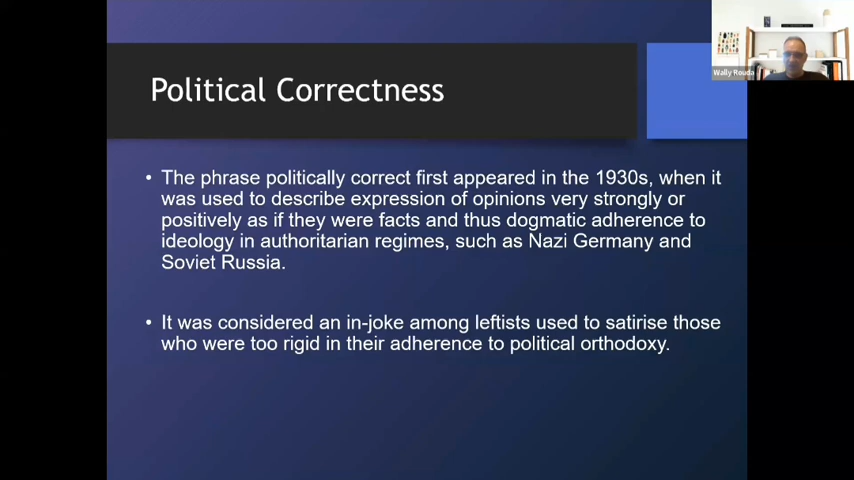 Political Correctness
Wally Rouda
• The phrase politically correct first appeared in the 1930s, when it
was used to describe expression of opinions very strongly or
positively as if they were facts and thus dogmatic adherence to
ideology in authoritarian regimes, such as Nazi Germany and
Soviet Russia.
• It was considered an in-joke among leftists used to satirise those
who were too rigid in their adherence to political orthodoxy.